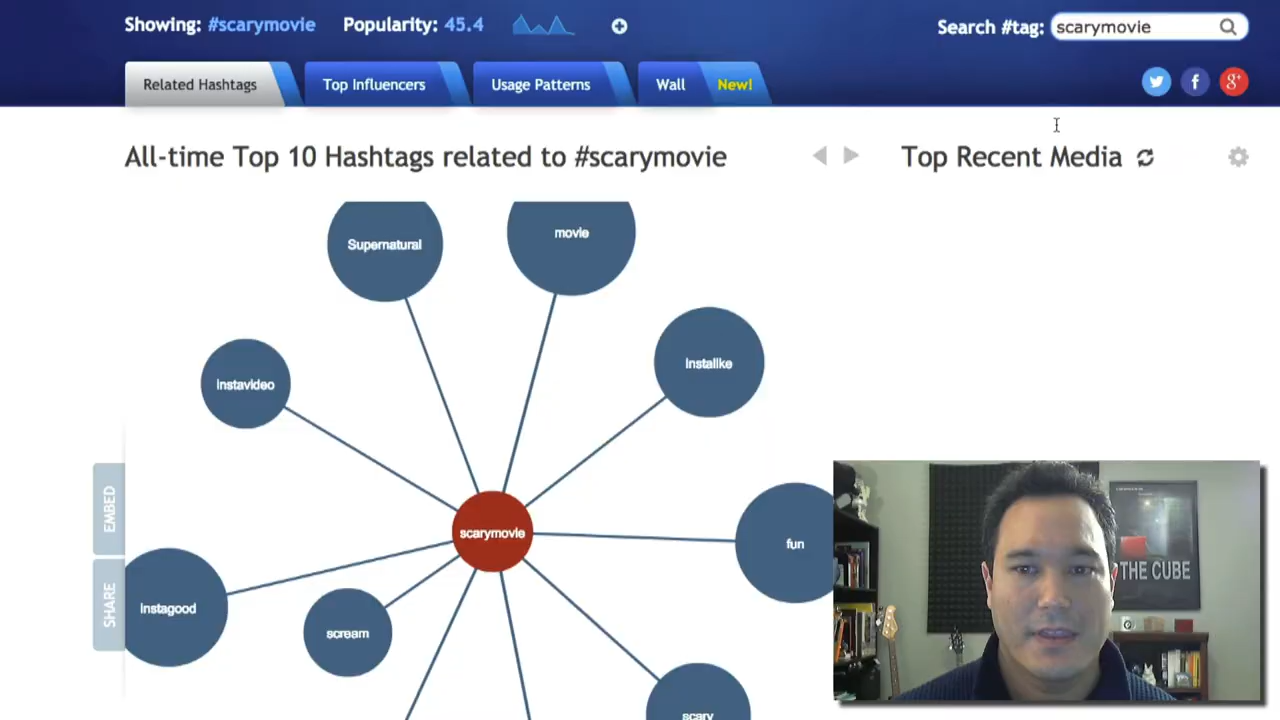 Showing: #scarymovie Popularity: 45.4 Search #tag: scarymovie
Related Hashtags Top Influencers Usage Patterns Wall New!
All-time Top 10 Hashtags related to #scarymovie
Top Recent Media
Supernatural
movie
instavideo
instalike
scarymovie
fun
instagood
scream
scary
EMBED
SHARE
THE CUBE